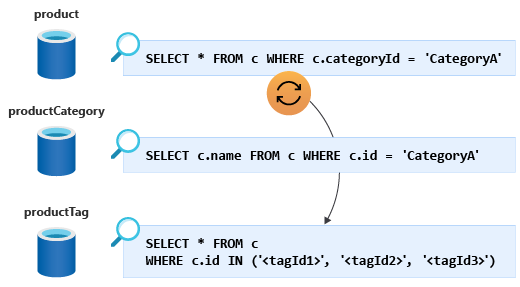 product
SELECT * FROM c WHERE c.categoryId = 'CategoryA'
productCategory
SELECT c.name FROM c WHERE c.id = 'CategoryA'
productTag
SELECT * FROM c
WHERE c.id IN ('<tagId1>', '<tagId2>', '<tagId3>')